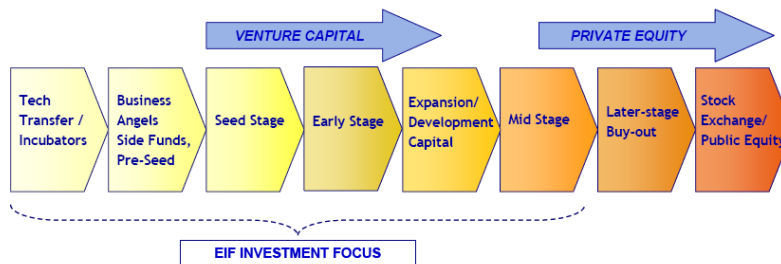 VENTURE CAPITAL
PRIVATE EQUITY
Tech
Transfer /
Incubators
Business
Angels
Side Funds,
Pre-Seed
Seed Stage
Early Stage
Expansion/
Development
Capital
Mid Stage
Later-stage
Buy-out
Stock
Exchange/
Public Equity
EIF INVESTMENT FOCUS